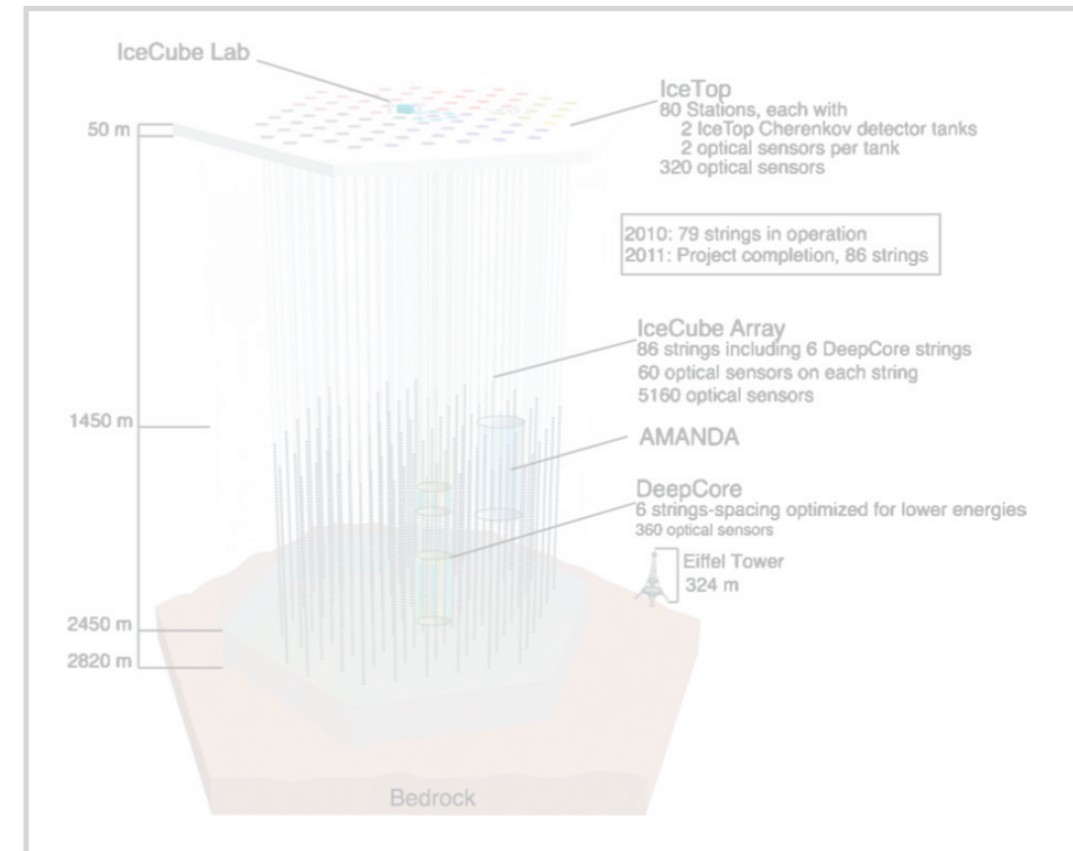 IceCube Lab
IceTop
80 Stations, each with
2 IceTop Cherenkov detector tanks
2 optical sensors per tank
320 optical sensors
50 m
2010: 79 strings in operation
2011: Project completion, 86 strings
IceCube Array
86 strings including 6 DeepCore strings
60 optical sensors on each string
5160 optical sensors
1450 m
AMANDA
DeepCore
6 strings-spacing optimized for lower energies
360 optical sensors
Eiffel Tower
324 m
2450 m
2820 m
Bedrock